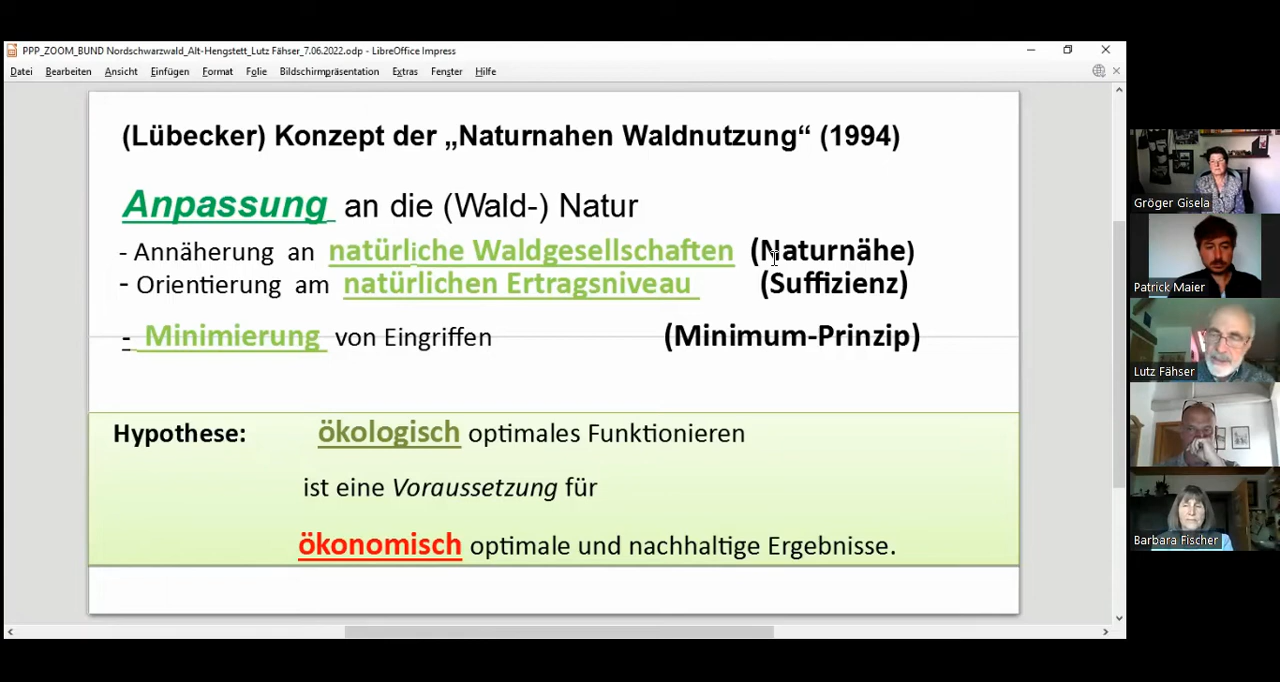 PPP_ZOOM_BUND Nordschwarzwald_Alt-Hengstett_Lutz Fähser_7.06.2022.odp - LibreOffice Impress
Datei Bearbeiten Ansicht Einfügen Format Folie Bildschirmpräsentation Extras Fenster Hilfe
(Lübecker) Konzept der „Naturnahen Waldnutzung“ (1994)
Anpassung an die (Wald-) Natur
- Annäherung an natürliche Waldgesellschaften (Naturnähe)
- Orientierung am natürlichen Ertragsniveau (Suffizienz)
- Minimierung von Eingriffen (Minimum-Prinzip)
Hypothese: ökologisch optimales Funktionieren
ist eine Voraussetzung für
ökonomisch optimale und nachhaltige Ergebnisse.
Gröger Gisela
Patrick Maier
Lutz Fähser
Barbara Fischer